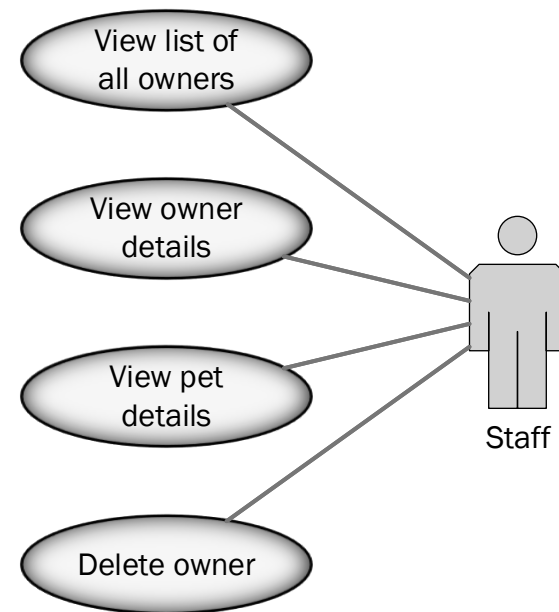 View list of
all owners
View owner
details
View pet
details
Staff
Delete owner